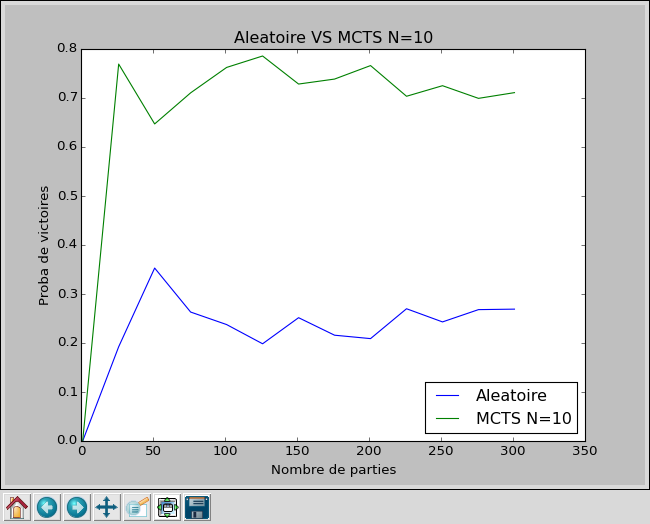 Aleatoire VS MCTS N=10
0.8
0.7
0.6
0.5
0.4
0.3
0.2
0.1
0.0
Proba de victoires
0 50 100 150 200 250 300 350
Nombre de parties
Aleatoire
MCTS N=10